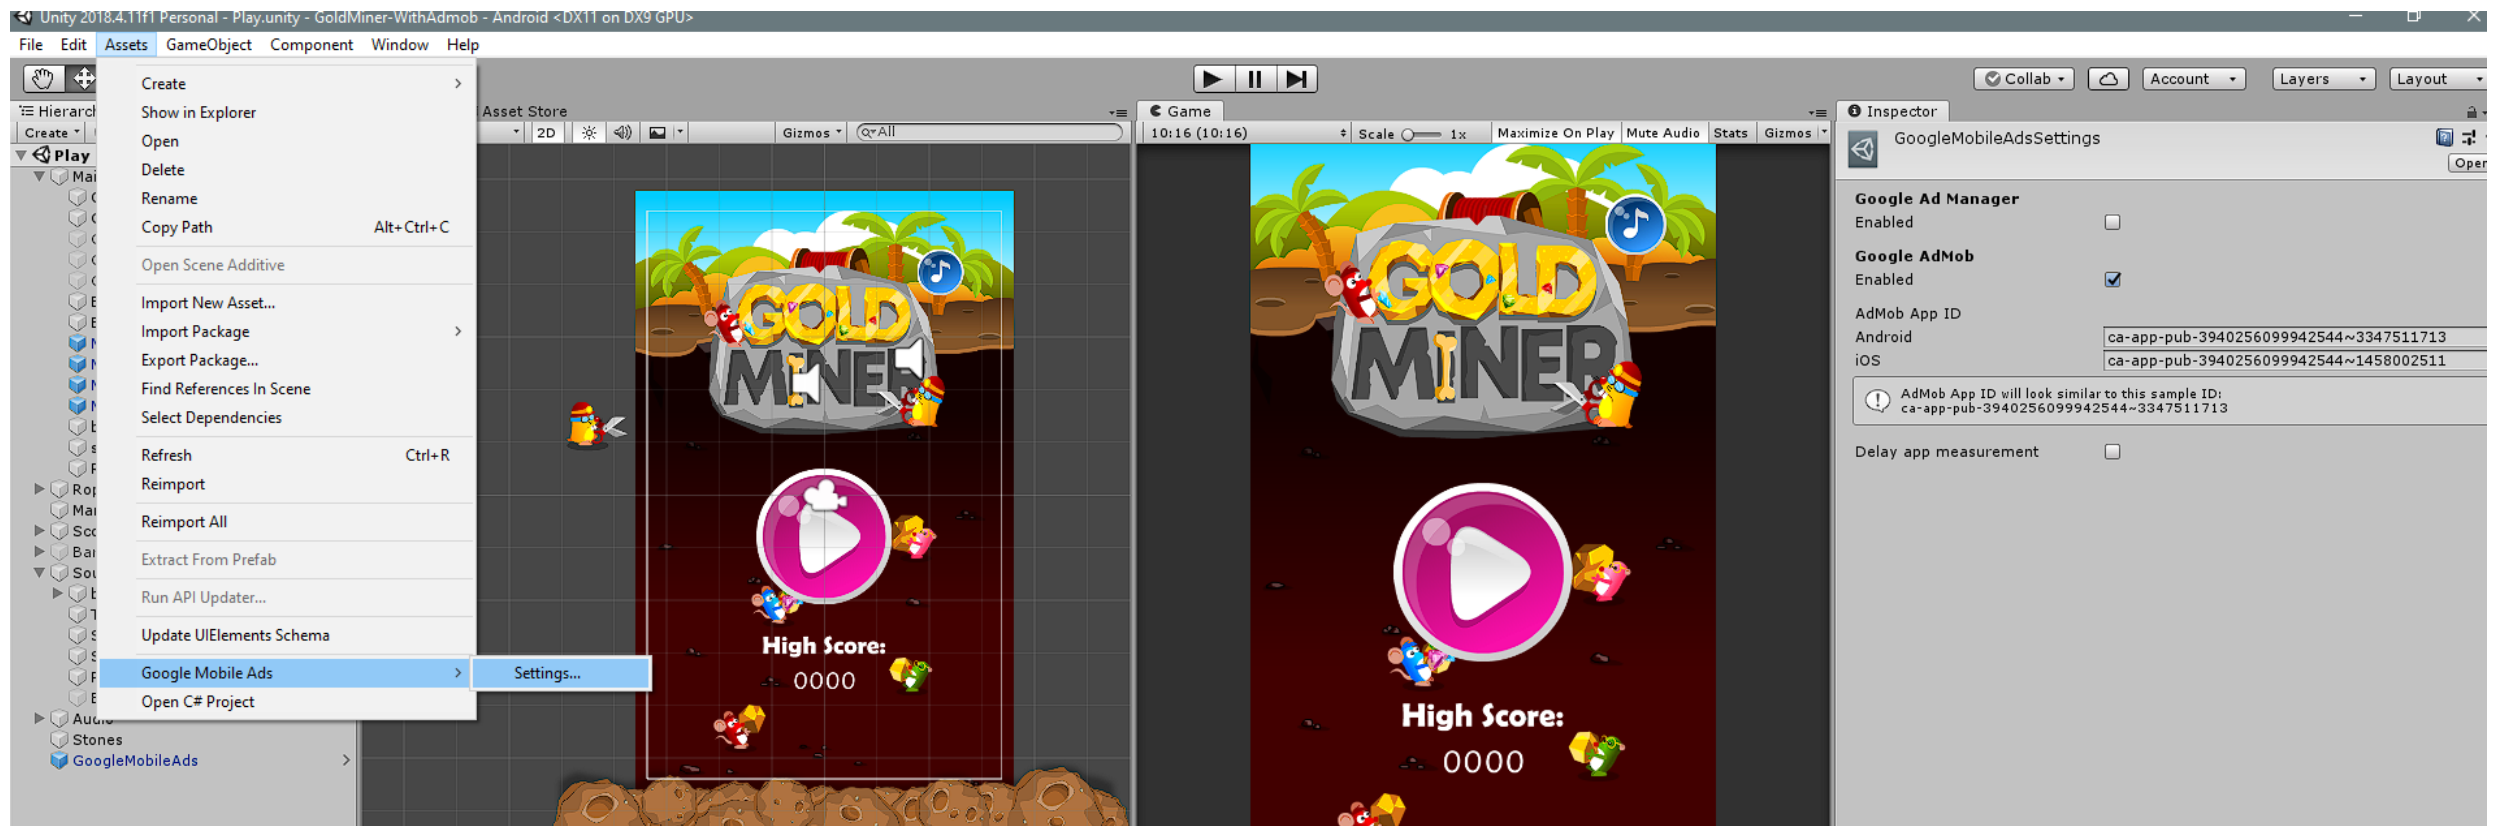 Unity 2018.4.11f1 Personal - Play.unity - GoldMiner-WithAdmob - Android <DX11 on DX9 GPU>
File Edit Assets GameObject Component Window Help
Collab Account Layers Layout
Create
Show in Explorer
Open
Delete
Rename
Copy Path Alt+Ctrl+C
Open Scene Additive
Import New Asset...
Import Package
Export Package...
Find References In Scene
Select Dependencies
Refresh Ctrl+R
Reimport
Reimport All
Extract From Prefab
Run API Updater...
Update UIElements Schema
Google Mobile Ads
Settings...
Open C# Project
Create
Play
Stones
GoogleMobileAds
Asset Store
2D Gizmos All
GOLD
MINER
High Score:
0000
Game
10:16 (10:16) Scale 1x Maximize On Play Mute Audio Stats Gizmos
GOLD
MINER
High Score:
0000
Inspector
GoogleMobileAdsSettings
Open
Google Ad Manager
Enabled
Google AdMob
Enabled
AdMob App ID
Android ca-app-pub-3940256099942544~3347511713
iOS ca-app-pub-3940256099942544~1458002511
AdMob App ID will look similar to this sample ID:
ca-app-pub-3940256099942544~3347511713
Delay app measurement